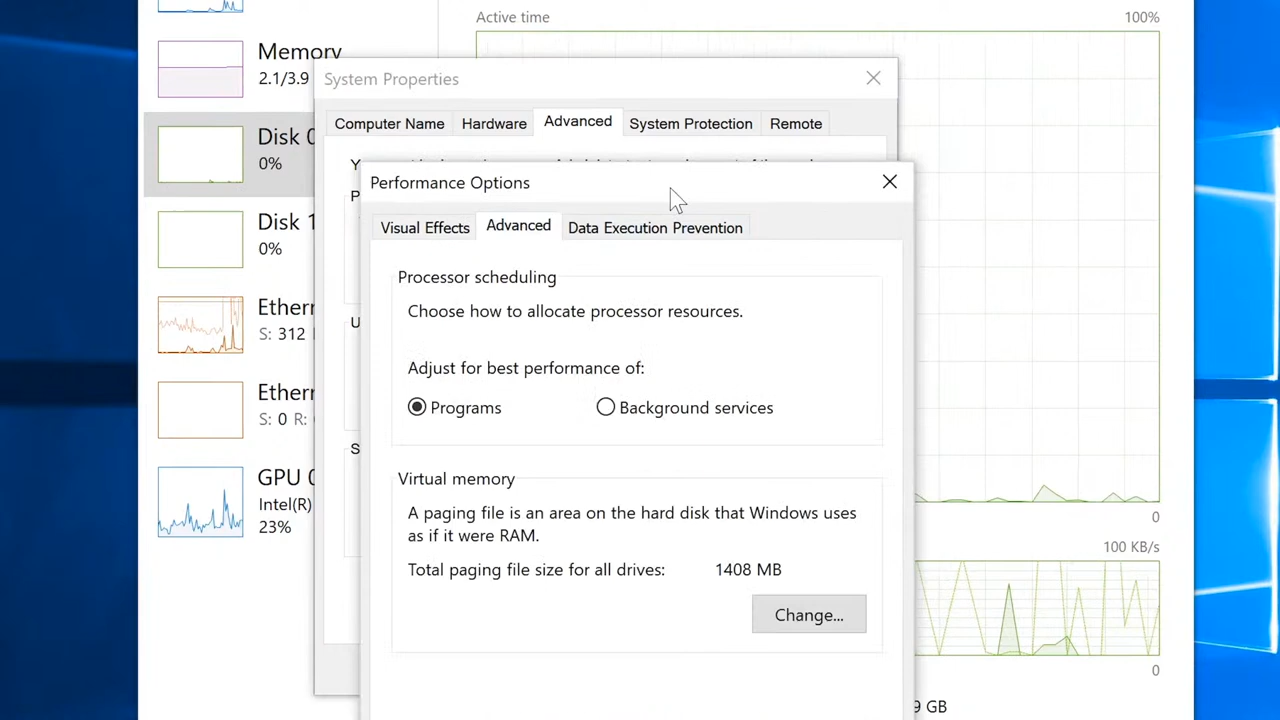 Active time 100%
Memory
2.1/3.9
System Properties
Computer Name Hardware Advanced System Protection Remote
Disk 0
0%
Performance Options
Visual Effects Advanced Data Execution Prevention
Disk 1
0%
Processor scheduling
Choose how to allocate processor resources.
S: 312
Adjust for best performance of:
Programs Background services
S: 0 R:
GPU 0
Intel(R)
23%
Virtual memory
A paging file is an area on the hard disk that Windows uses
as if it were RAM.
Total paging file size for all drives: 1408 MB
Change...
0
100 KB/s
0
9 GB